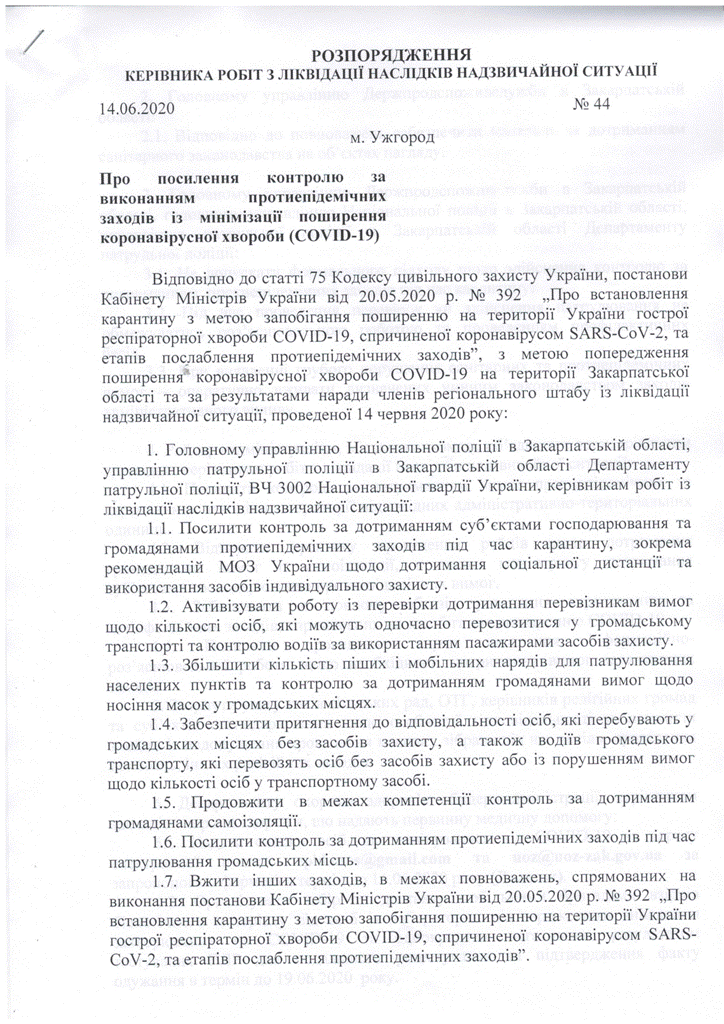 РОЗПОРЯДЖЕННЯ
КЕРІВНИКА РОБІТ З ЛІКВІДАЦІЇ НАСЛІДКІВ НАДЗВИЧАЙНОЇ СИТУАЦІЇ
14.06.2020 № 44
м. Ужгород
Про посилення контролю за
виконанням протиепідемічних
заходів із мінімізації поширення
коронавірусної хвороби (COVID-19)
Відповідно до статті 75 Кодексу цивільного захисту України, постанови
Кабінету Міністрів України від 20.05.2020 р. № 392 „Про встановлення
карантину з метою запобігання поширенню на території України гострої
респіраторної хвороби COVID-19, спричиненої коронавірусом SARS-CoV-2, та
етапів послаблення протиепідемічних заходів”, з метою попередження
поширення коронавірусної хвороби COVID-19 на території Закарпатської
області та за результатами наради членів регіонального штабу із ліквідації
надзвичайної ситуації, проведеної 14 червня 2020 року:
1. Головному управлінню Національної поліції в Закарпатській області,
управлінню патрульної поліції в Закарпатській області Департаменту
патрульної поліції, ВЧ 3002 Національної гвардії України, керівникам робіт із
ліквідації наслідків надзвичайної ситуації:
1.1. Посилити контроль за дотриманням суб’єктами господарювання та
громадянами протиепідемічних заходів під час карантину, зокрема
рекомендацій МОЗ України щодо дотримання соціальної дистанції та
використання засобів індивідуального захисту.
1.2. Активізувати роботу із перевірки дотримання перевізникам вимог
щодо кількості осіб, які можуть одночасно перевозитися у громадському
транспорті та контролю водіїв за використанням пасажирами засобів захисту.
1.3. Збільшити кількість піших і мобільних нарядів для патрулювання
населених пунктів та контролю за дотриманням громадянами вимог щодо
носіння масок у громадських місцях.
1.4. Забезпечити притягнення до відповідальності осіб, які перебувають у
громадських місцях без засобів захисту, а також водіїв громадського
транспорту, які перевозять осіб без засобів захисту або із порушенням вимог
щодо кількості осіб у транспортному засобі.
1.5. Продовжити в межах компетенції контроль за дотриманням
громадянами самоізоляції.
1.6. Посилити контроль за дотриманням протиепідемічних заходів під час
патрулювання громадських місць.
1.7. Вжити інших заходів, в межах повноважень, спрямованих на
виконання постанови Кабінету Міністрів України від 20.05.2020 р. № 392 „Про
встановлення карантину з метою запобігання поширенню на території України
гострої респіраторної хвороби COVID-19, спричиненої коронавірусом SARS-
CoV-2, та етапів послаблення протиепідемічних заходів”.